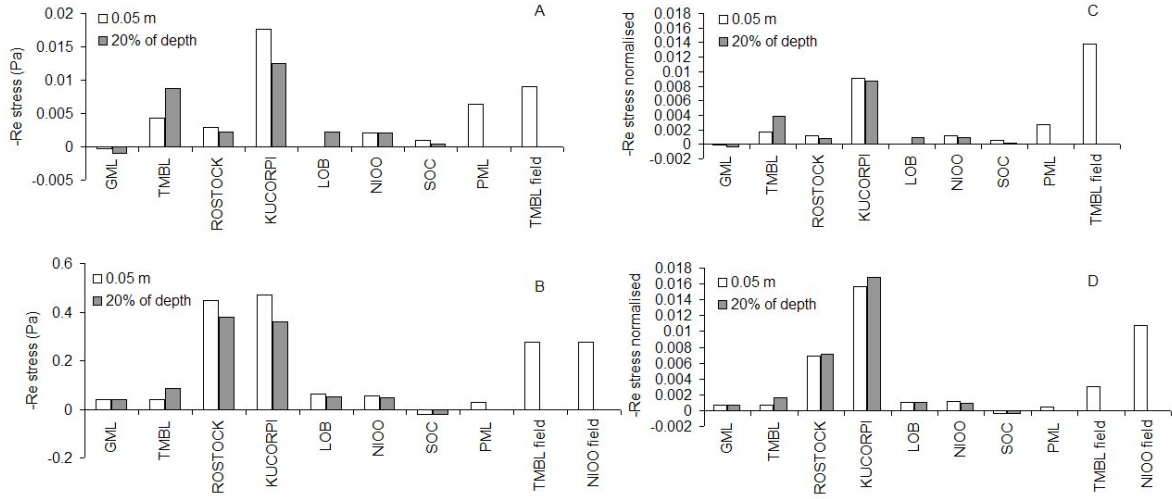 A
-Re stress (Pa)
0.02
0.015
0.01
0.005
0
-0.005
0.05 m
20% of depth
GML
TMBL
ROSTOCK
KUCORPI
LOB
NIOO
SOC
PML
TMBL field
C
-Re stress normalised
0.018
0.016
0.014
0.012
0.01
0.008
0.006
0.004
0.002
0
-0.002
0.05 m
20% of depth
GML
TMBL
ROSTOCK
KUCORPI
LOB
NIOO
SOC
PML
TMBL field
B
-Re stress (Pa)
0.6
0.4
0.2
0
-0.2
0.05 m
20% of depth
GML
TMBL
ROSTOCK
KUCORPI
LOB
NIOO
SOC
PML
TMBL field
NIOO field
D
-Re stress normalised
0.018
0.016
0.014
0.012
0.01
0.008
0.006
0.004
0.002
0
0.002
0.05 m
20% of depth
GML
TMBL
ROSTOCK
KUCORPI
LOB
NIOO
SOC
PML
TMBL field
NIOO field